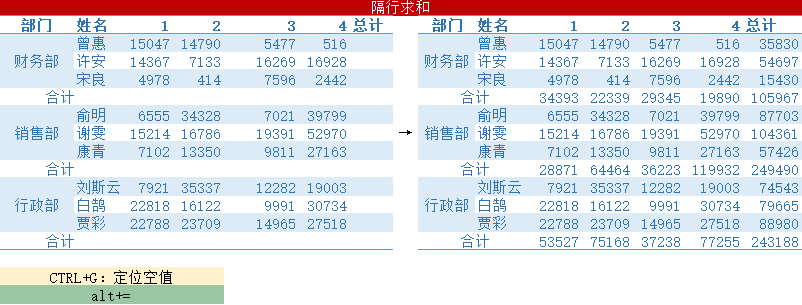 隔行求和
部门 姓名 1 2 3 4 总计 部门 姓名 1 2 3 4 总计
财务部 曾惠 15047 14790 5477 516 财务部 曾惠 15047 14790 5477 516 35830
许安 14367 7133 16269 16928 许安 14367 7133 16269 16928 54697
宋良 4978 414 7596 2442 宋良 4978 414 7596 2442 15430
合计 合计 34393 22339 29345 19890 105967
销售部 俞明 6555 34328 7021 39799 销售部 俞明 6555 34328 7021 39799 87703
谢雯 15214 16786 19391 52970 → 谢雯 15214 16786 19391 52970 104361
康青 7102 13350 9811 27163 康青 7102 13350 9811 27163 57426
合计 合计 28871 64464 36223 119932 249490
行政部 刘斯云 7921 35337 12282 19003 行政部 刘斯云 7921 35337 12282 19003 74543
白鹄 22818 16122 9991 30734 白鹄 22818 16122 9991 30734 79665
贾彩 22788 23709 14965 27518 贾彩 22788 23709 14965 27518 88980
合计 合计 53527 75168 37238 77255 243188
CTRL+G：定位空值
alt+=